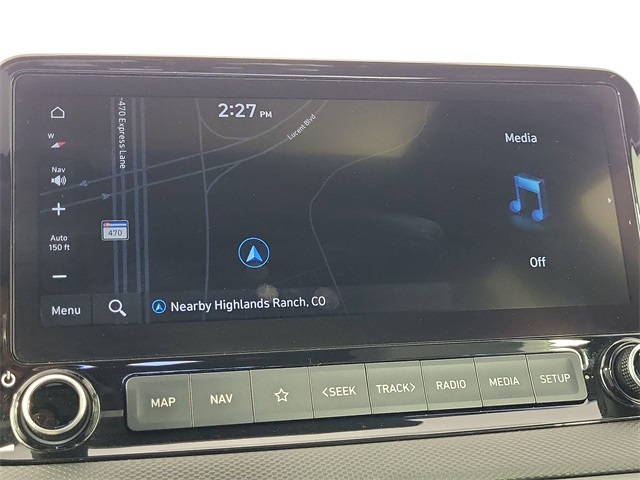 2:27 PM
W
Nav
Auto
150 ft
-470 Express Lane
470
Lucent Blvd
Media
Off
Menu
Nearby Highlands Ranch, CO
MAP
NAV
<SEEK
TRACK>
RADIO
MEDIA
SETUP